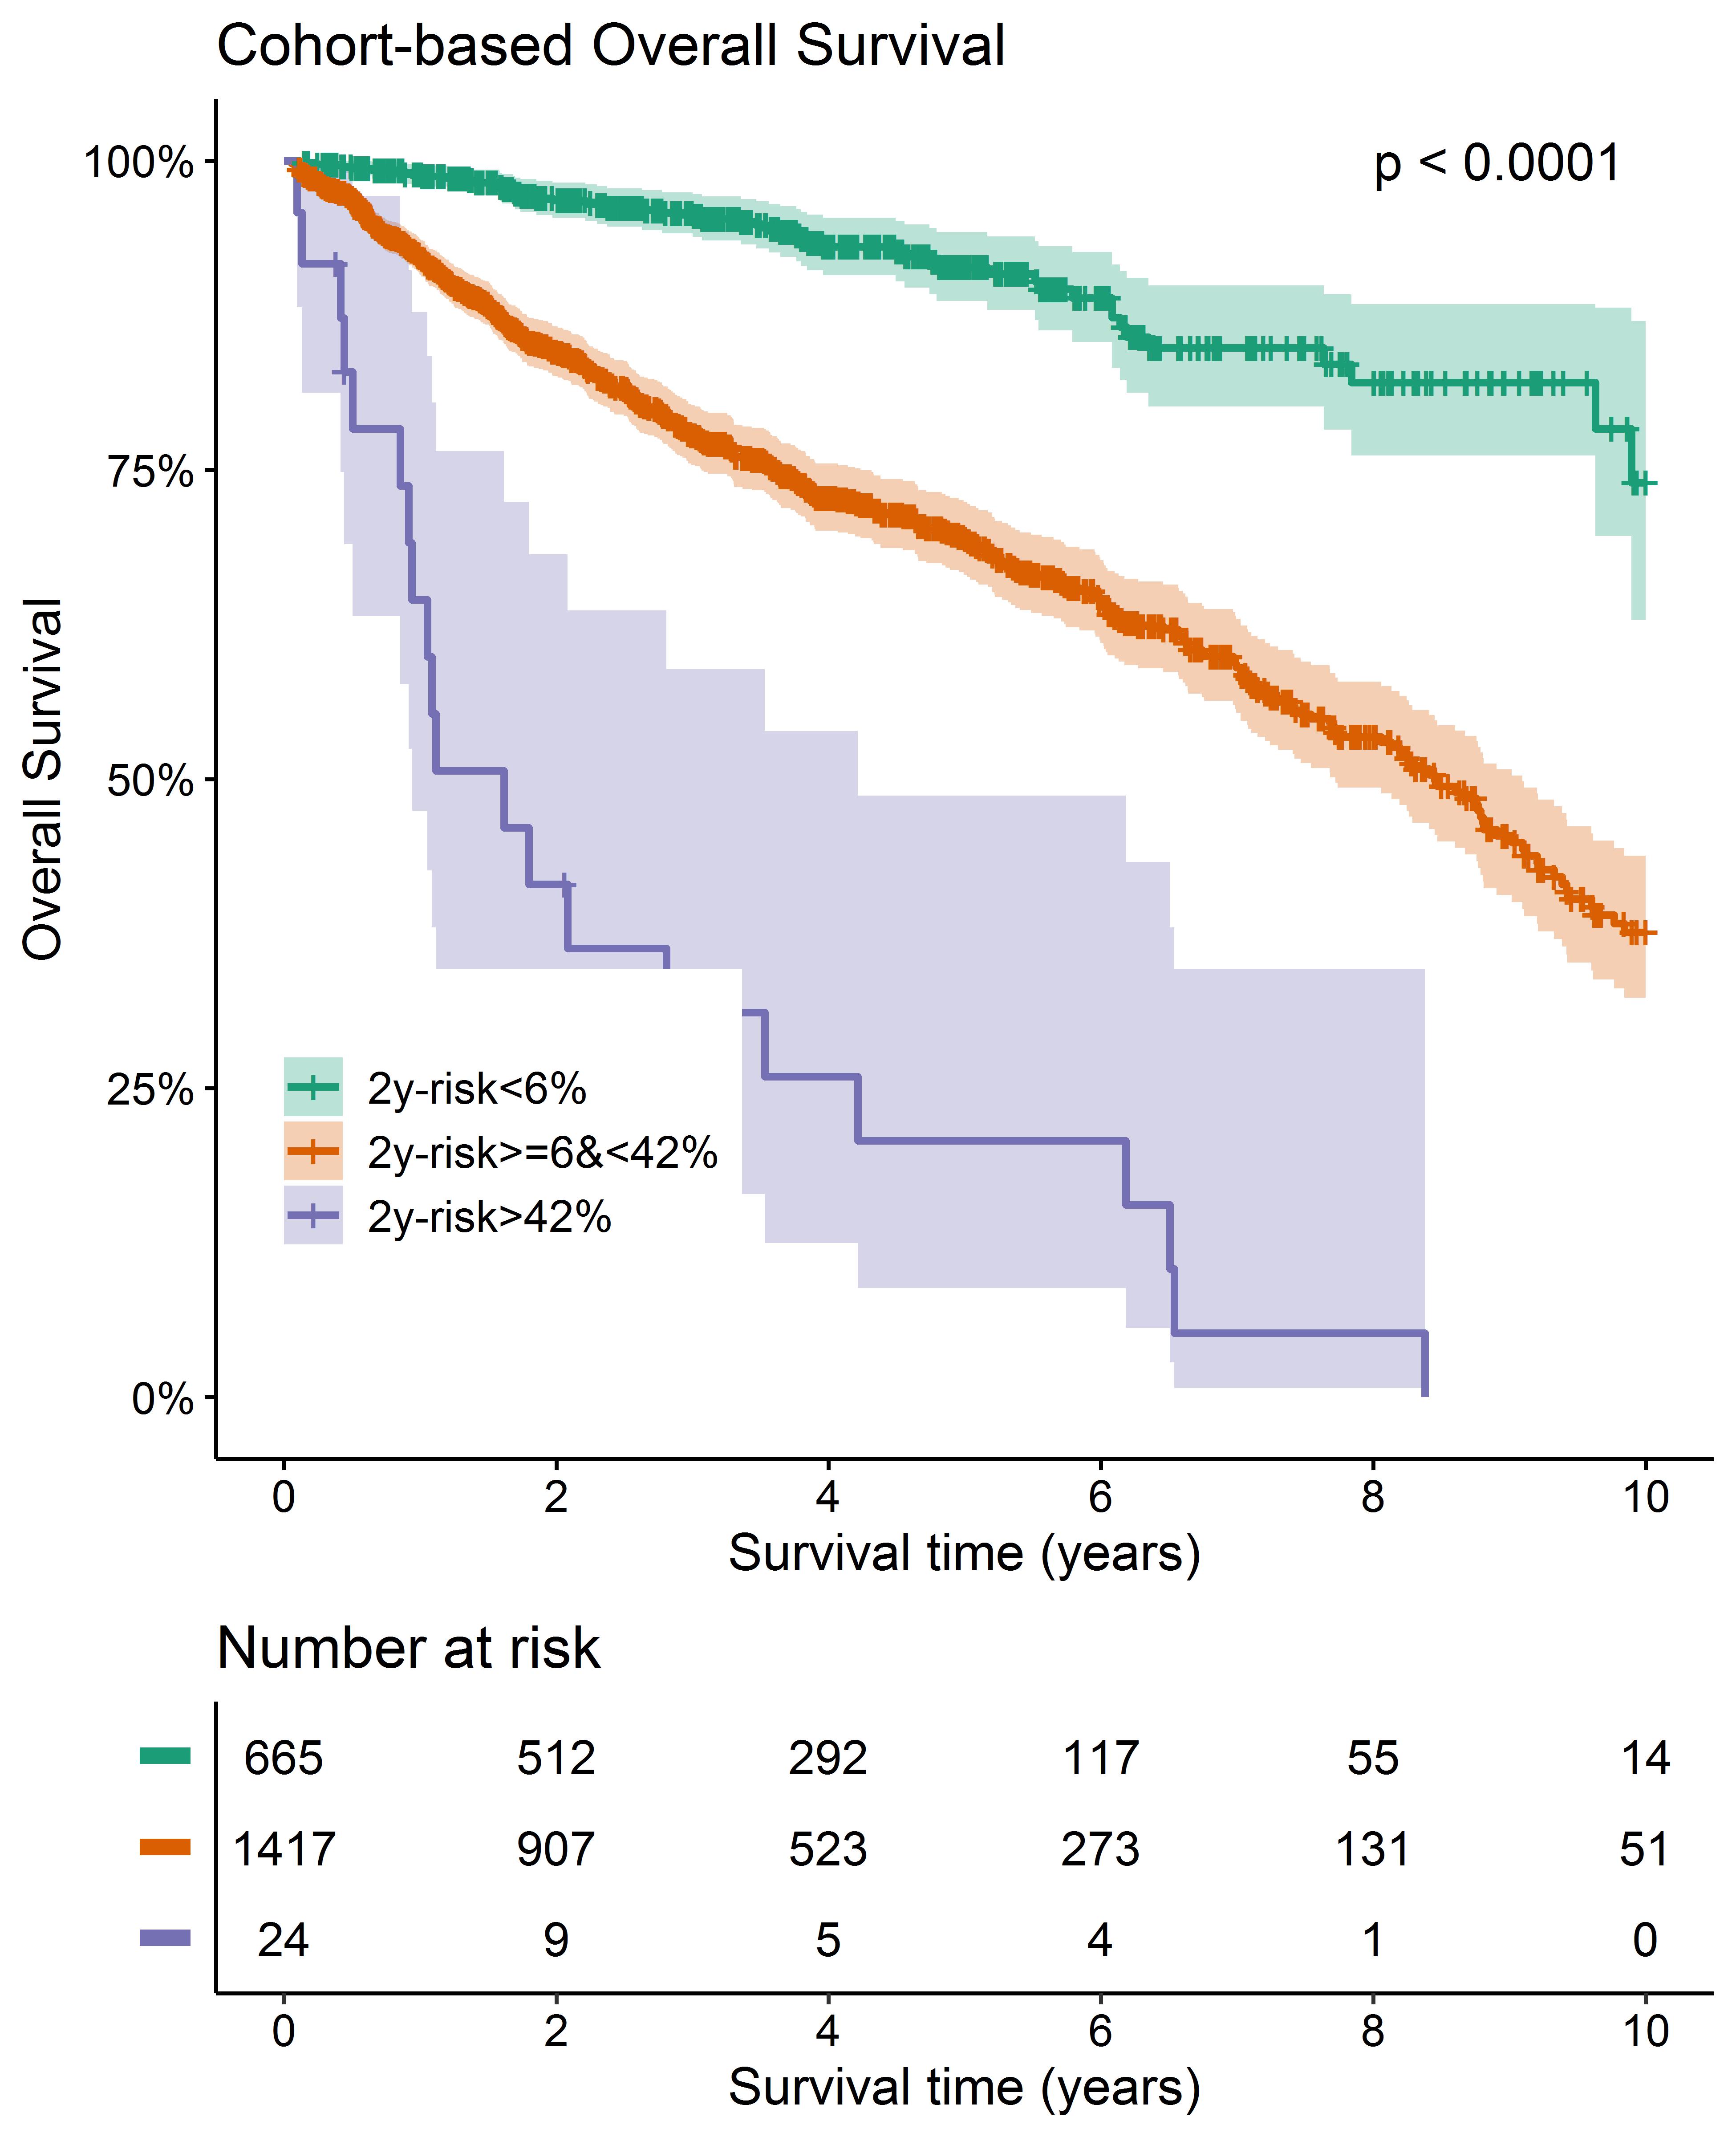 Cohort-based Overall Survival
p < 0.0001
100%
75%
50%
25%
0%
Overall Survival
2y-risk<6%
2y-risk>=6&<42%
2y-risk>42%
0 2 4 6 8 10
Survival time (years)
Number at risk
665 512 292 117 55 14
1417 907 523 273 131 51
24 9 5 4 1 0
0 2 4 6 8 10
Survival time (years)